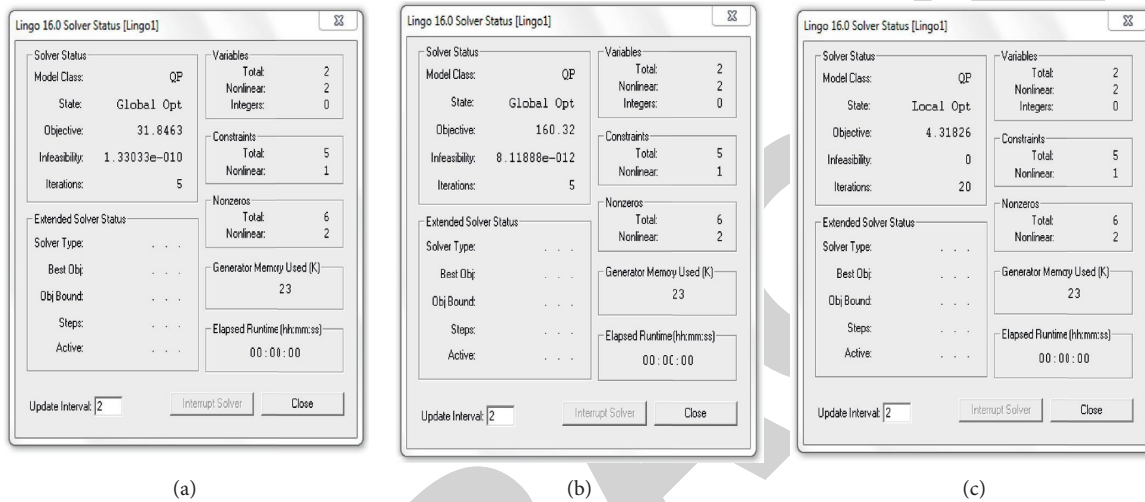 Lingo 16.0 Solver Status [Lingo1]
Solver Status
Model Class: QP
State: Global Opt
Objective: 31.8463
Infeasibility: 1.33033e-010
Iterations: 5
Extended Solver Status
Solver Type: . . .
Best Obj: . . .
Obj Bound: . . .
Steps: . . .
Active: . . .
Variables
Total: 2
Nonlinear: 2
Integers: 0
Constraints
Total: 5
Nonlinear: 1
Nonzeros
Total: 6
Nonlinear: 2
Generator Memory Used (K)
23
Elapsed Runtime (hh:mm:ss)
00:00:00
Update Interval: 2
Interrupt Solver
Close
(a)
Lingo 16.0 Solver Status [Lingo1]
Solver Status
Model Class: QP
State: Global Opt
Objective: 160.32
Infeasibility: 8.11888e-012
Iterations: 5
Extended Solver Status
Solver Type: . . .
Best Obj: . . .
Obj Bound: . . .
Steps: . . .
Active: . . .
Variables
Total: 2
Nonlinear: 2
Integers: 0
Constraints
Total: 5
Nonlinear: 1
Nonzeros
Total: 6
Nonlinear: 2
Generator Memory Used (K)
23
Elapsed Runtime (hh:mm:ss)
00:00:00
Update Interval: 2
Interrupt Solver
Close
(b)
Lingo 16.0 Solver Status [Lingo1]
Solver Status
Model Class: QP
State: Local Opt
Objective: 4.31826
Infeasibility: 0
Iterations: 20
Extended Solver Status
Solver Type: . . .
Best Obj: . . .
Obj Bound: . . .
Steps: . . .
Active: . . .
Variables
Total: 2
Nonlinear: 2
Integers: 0
Constraints
Total: 5
Nonlinear: 1
Nonzeros
Total: 6
Nonlinear: 2
Generator Memory Used (K)
23
Elapsed Runtime (hh:mm:ss)
00:00:00
Update Interval: 2
Interrupt Solver
Close
(c)